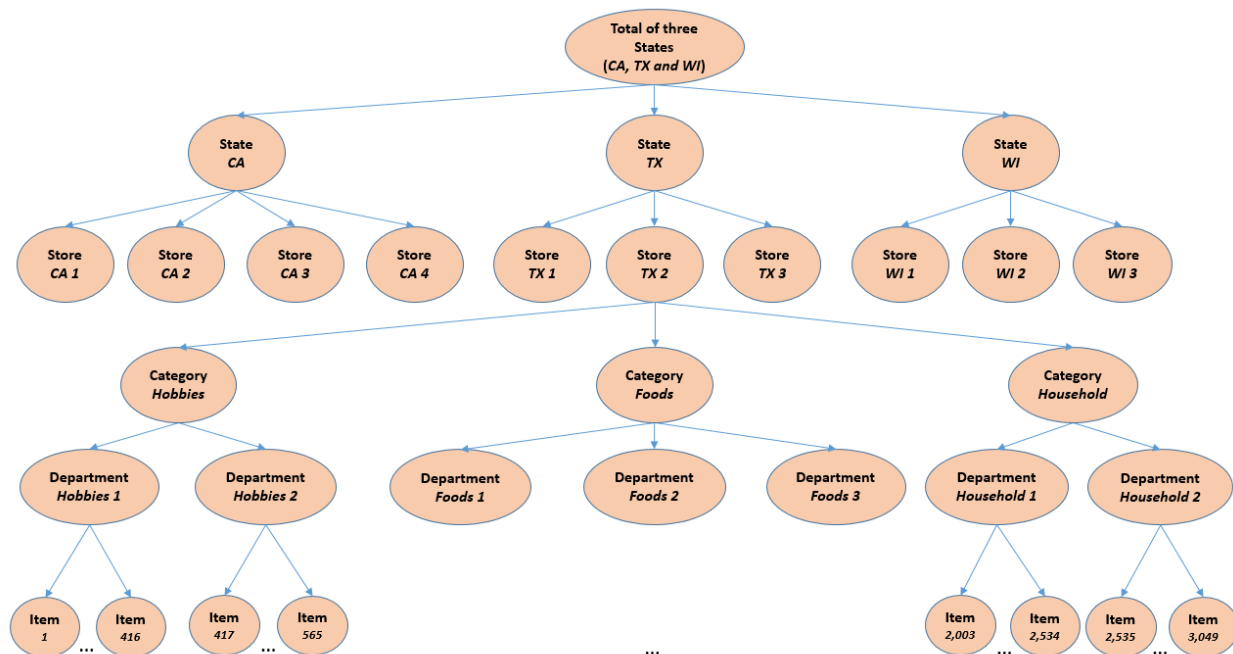 Total of three
States
(CA, TX and WI)
State
CA
State
TX
State
WI
Store
CA 1
Store
CA 2
Store
CA 3
Store
CA 4
Store
TX 1
Store
TX 2
Store
TX 3
Store
WI 1
Store
WI 2
Store
WI 3
Category
Hobbies
Category
Foods
Category
Household
Department
Hobbies 1
Department
Hobbies 2
Department
Foods 1
Department
Foods 2
Department
Foods 3
Department
Household 1
Department
Household 2
Item
1
...
Item
416
Item
417
...
Item
565
...
Item
2,003
...
Item
2,534
Item
2,535
...
Item
3,049